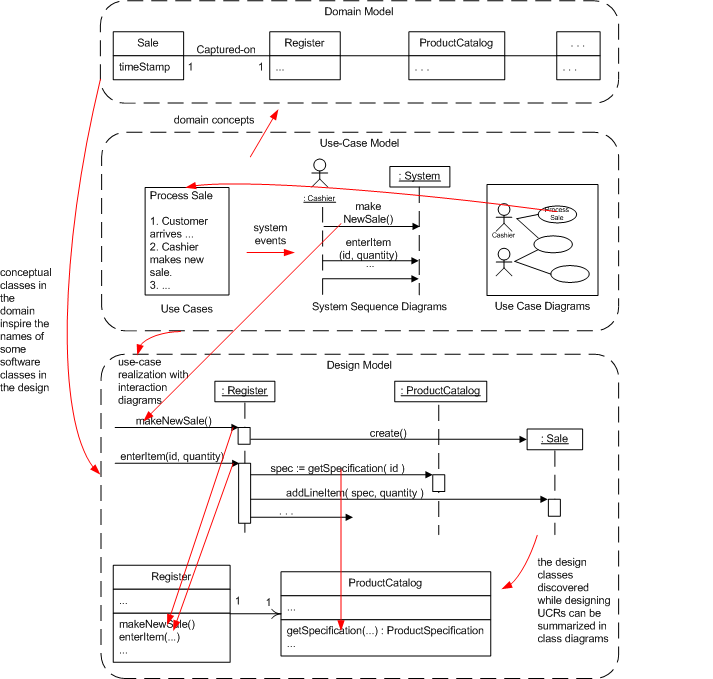 Domain Model
Sale
Captured-on
Register
ProductCatalog
. . .
timeStamp
1
1
...
. . .
. . .
domain concepts
Use-Case Model
: System
: Cashier
Process Sale
1. Customer
arrives ...
2. Cashier
makes new
sale.
3. ...
system
events
make
NewSale()
enterItem
(id, quantity)
...
Process
Sale
Cashier
Use Cases
System Sequence Diagrams
Use Case Diagrams
conceptual
classes in
the
domain
inspire the
names of
some
software
classes in
the design
Design Model
use-case
realization with
interaction
diagrams
: Register
: ProductCatalog
makeNewSale()
create()
: Sale
enterItem(id, quantity)
spec := getSpecification( id )
addLineItem( spec, quantity )
. . .
the design
classes
discovered
while designing
UCRs can be
summarized in
class diagrams
Register
...
makeNewSale()
enterItem(...)
...
1
1
ProductCatalog
...
getSpecification(...) : ProductSpecification
...